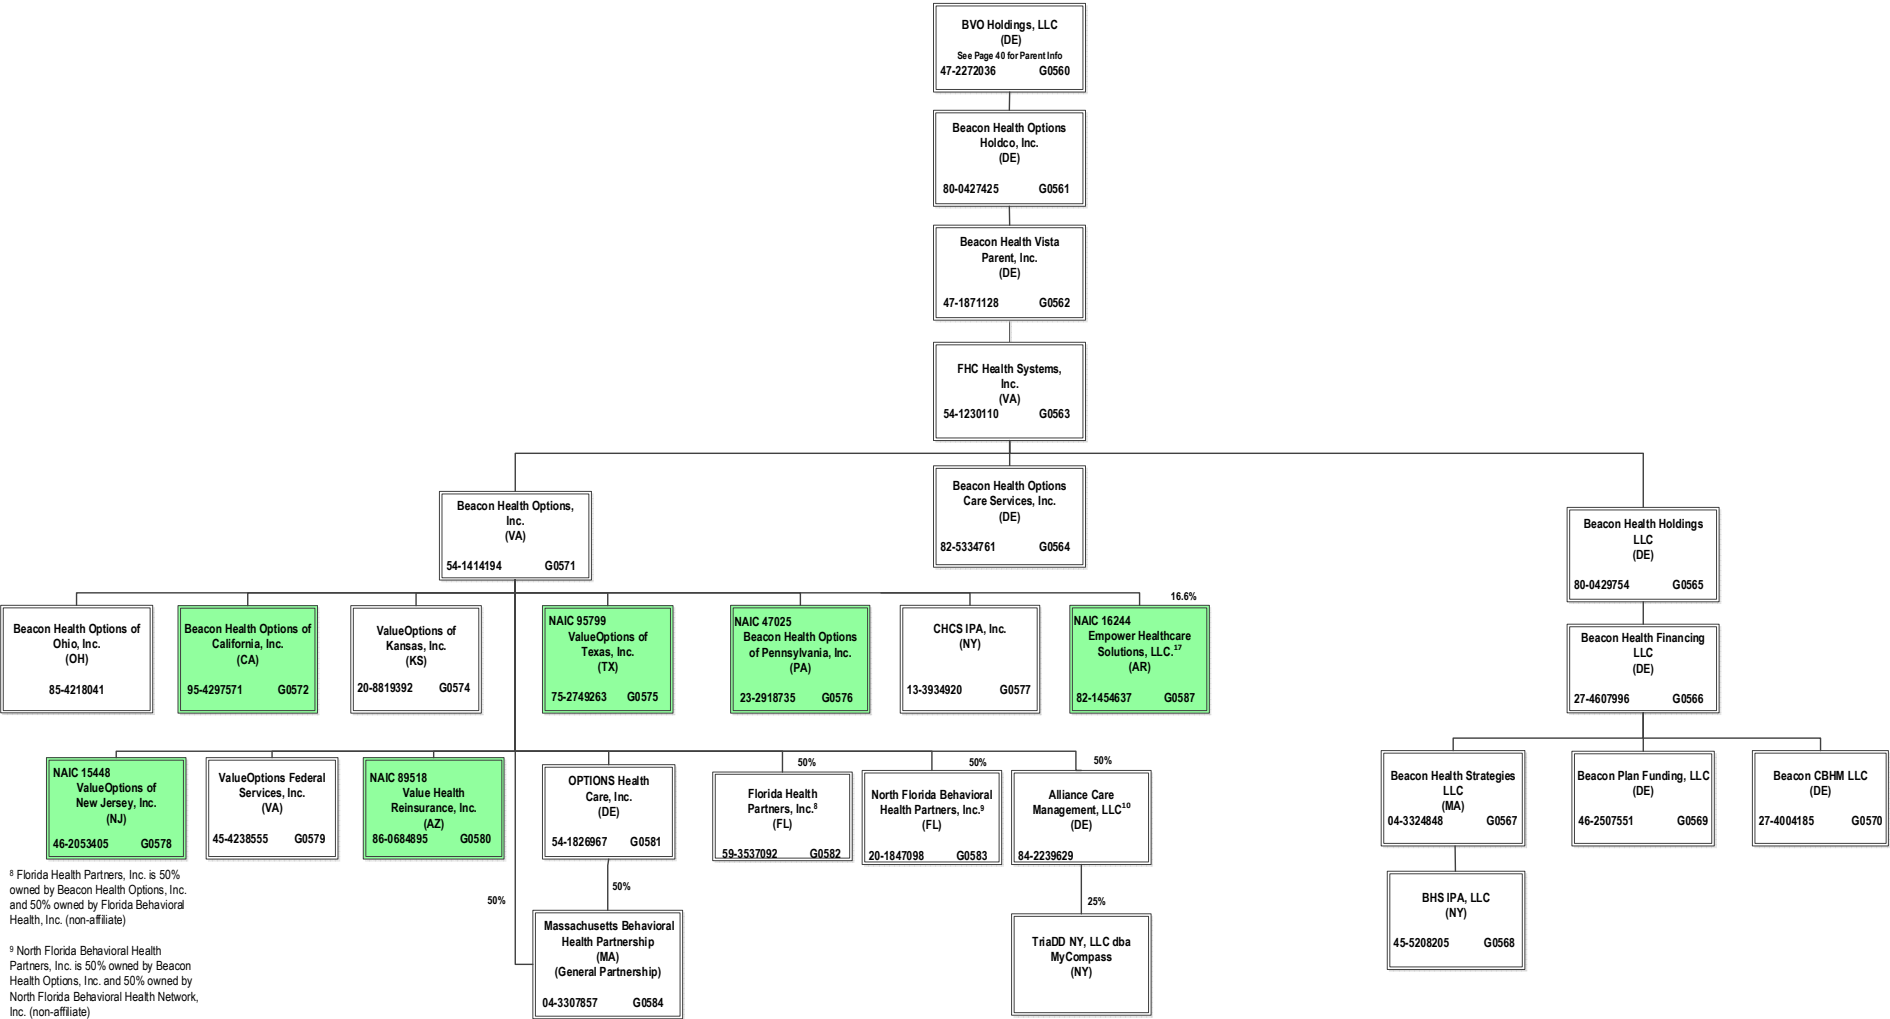 BVO Holdings, LLC
(DE)
See Page 40 for Parent Info
47-2272036 G0560
Beacon Health Options
Holdco, Inc.
(DE)
80-0427425 G0561
Beacon Health Vista
Parent, Inc.
(DE)
47-1871128 G0562
FHC Health Systems,
Inc.
(VA)
54-1230110 G0563
Beacon Health Options,
Inc.
(VA)
54-1414194 G0571
Beacon Health Options
Care Services, Inc.
(DE)
82-5334761 G0564
Beacon Health Holdings
LLC
(DE)
80-0429754 G0565
Beacon Health Options of
Ohio, Inc.
(OH)
85-4218041
Beacon Health Options of
California, Inc.
(CA)
95-4297571 G0572
ValueOptions of
Kansas, Inc.
(KS)
20-8819392 G0574
NAIC 95799
ValueOptions of
Texas, Inc.
(TX)
75-2749263 G0575
NAIC 47025
Beacon Health Options
of Pennsylvania, Inc.
(PA)
23-2918735 G0576
CHCS IPA, Inc.
(NY)
13-3934920 G0577
16.6%
NAIC 16244
Empower Healthcare
Solutions, LLC.17
(AR)
82-1454637 G0587
Beacon Health Financing
LLC
(DE)
27-4607996 G0566
NAIC 15448
ValueOptions of
New Jersey, Inc.
(NJ)
46-2053405 G0578
ValueOptions Federal
Services, Inc.
(VA)
45-4238555 G0579
NAIC 89518
Value Health
Reinsurance, Inc.
(AZ)
86-0684895 G0580
OPTIONS Health
Care, Inc.
(DE)
54-1826967 G0581
50%
Florida Health
Partners, Inc.8
(FL)
59-3537092 G0582
50%
North Florida Behavioral
Health Partners, Inc.9
(FL)
20-1847098 G0583
50%
Alliance Care
Management, LLC10
(DE)
84-2239629
Beacon Health Strategies
LLC
(MA)
04-3324848 G0567
Beacon Plan Funding, LLC
(DE)
46-2507551 G0569
Beacon CBHM LLC
(DE)
27-4004185 G0570
50%
50%
Massachusetts Behavioral
Health Partnership
(MA)
(General Partnership)
04-3307857 G0584
25%
TriaDD NY, LLC dba
MyCompass
(NY)
BHS IPA, LLC
(NY)
45-5208205 G0568
8 Florida Health Partners, Inc. is 50%
owned by Beacon Health Options, Inc.
and 50% owned by Florida Behavioral
Health, Inc. (non-affiliate)
9 North Florida Behavioral Health
Partners, Inc. is 50% owned by Beacon
Health Options, Inc. and 50% owned by
North Florida Behavioral Health Network,
Inc. (non-affiliate)